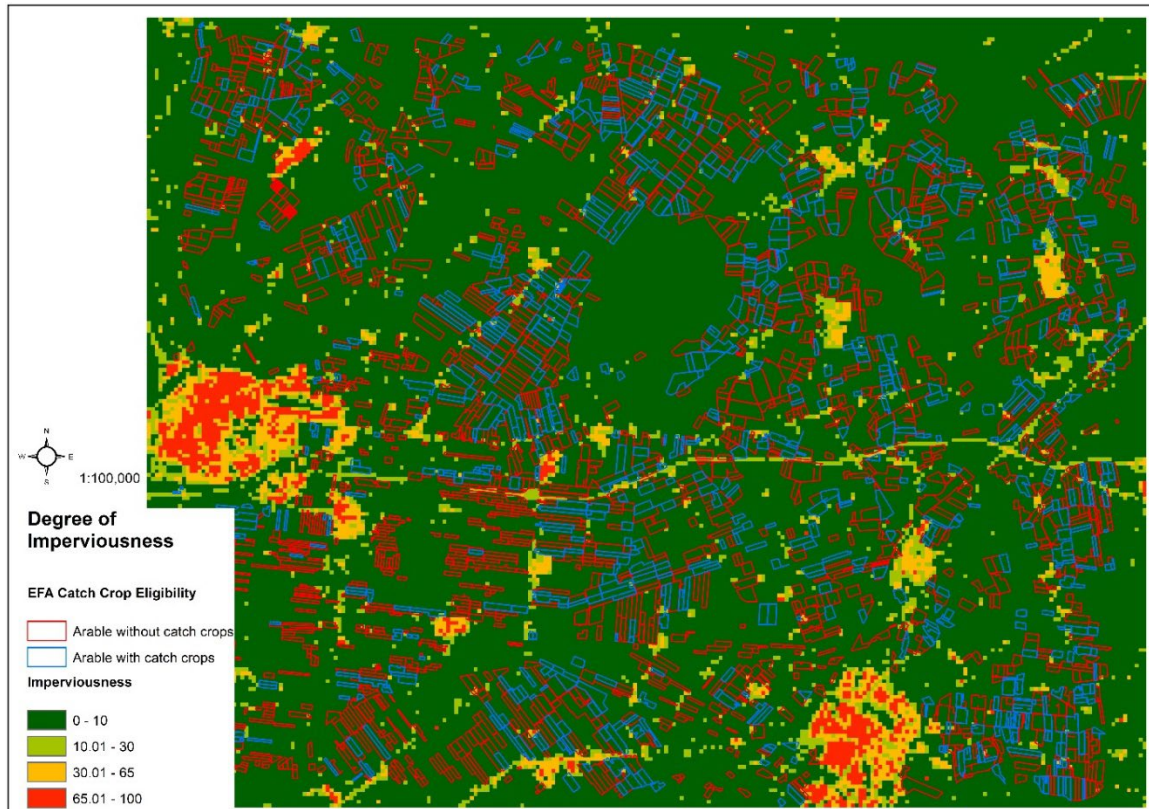 N
W E
S
1:100,000
Degree of
Imperviousness
EFA Catch Crop Eligibility
Arable without catch crops
Arable with catch crops
Imperviousness
0 - 10
10.01 - 30
30.01 - 65
65.01 - 100